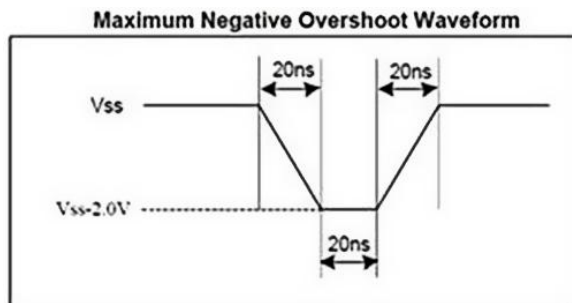 Maximum Negative Overshoot Waveform
20ns 20ns
Vss
Vss-2.0V
20ns